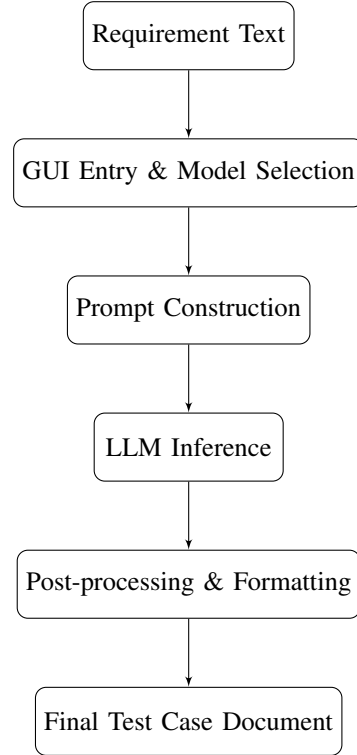 Requirement Text
GUI Entry & Model Selection
Prompt Construction
LLM Inference
Post-processing & Formatting
Final Test Case Document